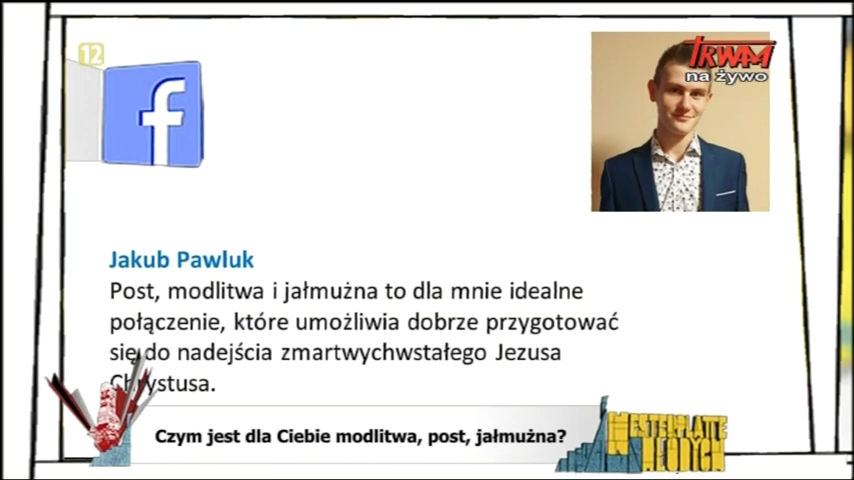 12
f
TRWAM
na żywo
Jakub Pawluk
Post, modlitwa i jałmużna to dla mnie idealne
połączenie, które umożliwia dobrze przygotować
się do nadejścia zmartwychwstałego Jezusa
Chrystusa.
Czym jest dla Ciebie modlitwa, post, jałmużna?
WESTERPLATTE
MŁODYCH